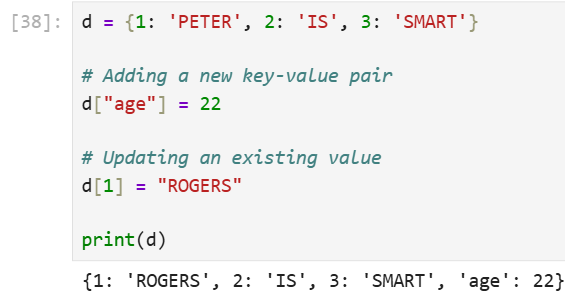 [38]: d = {1: 'PETER', 2: 'IS', 3: 'SMART'}
# Adding a new key-value pair
d["age"] = 22
# Updating an existing value
d[1] = "ROGERS"
print(d)
{1: 'ROGERS', 2: 'IS', 3: 'SMART', 'age': 22}